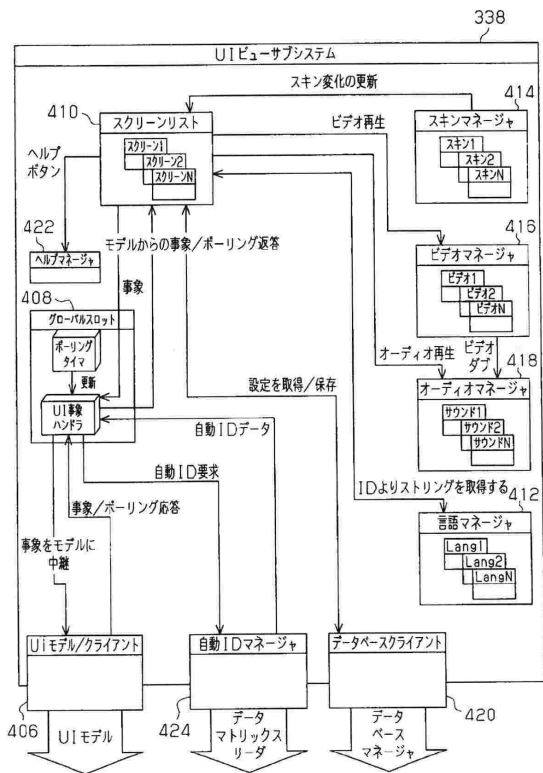 338
UIビューサブシステム
スキン変化の更新
410
スクリーンリスト
スクリーン1
スクリーン2
スクリーンN
ビデオ再生
414
スキンマネージャ
スキン1
スキン2
スキンN
ヘルプ
ボタン
422
ヘルプマネージャ
モデルからの事象/ポーリング返答
416
ビデオマネージャ
ビデオ1
ビデオ2
ビデオN
事象
408
グローバルスロット
ポーリング
タイマ
更新
UI事象
ハンドラ
オーディオ再生
ビデオ
ダブ
418
オーディオマネージャ
サウンド1
サウンド2
サウンドN
設定を取得/保存
自動IDデータ
自動ID要求
IDよりストリングを取得する
412
言語マネージャ
Lang1
Lang2
LangN
事象/ポーリング応答
事象をモデルに
中継
Uiモデル/クライアント
406
UIモデル
自動IDマネージャ
424
データ
マトリックス
リーダ
データベースクライアント
420
データ
ベース
マネージャ